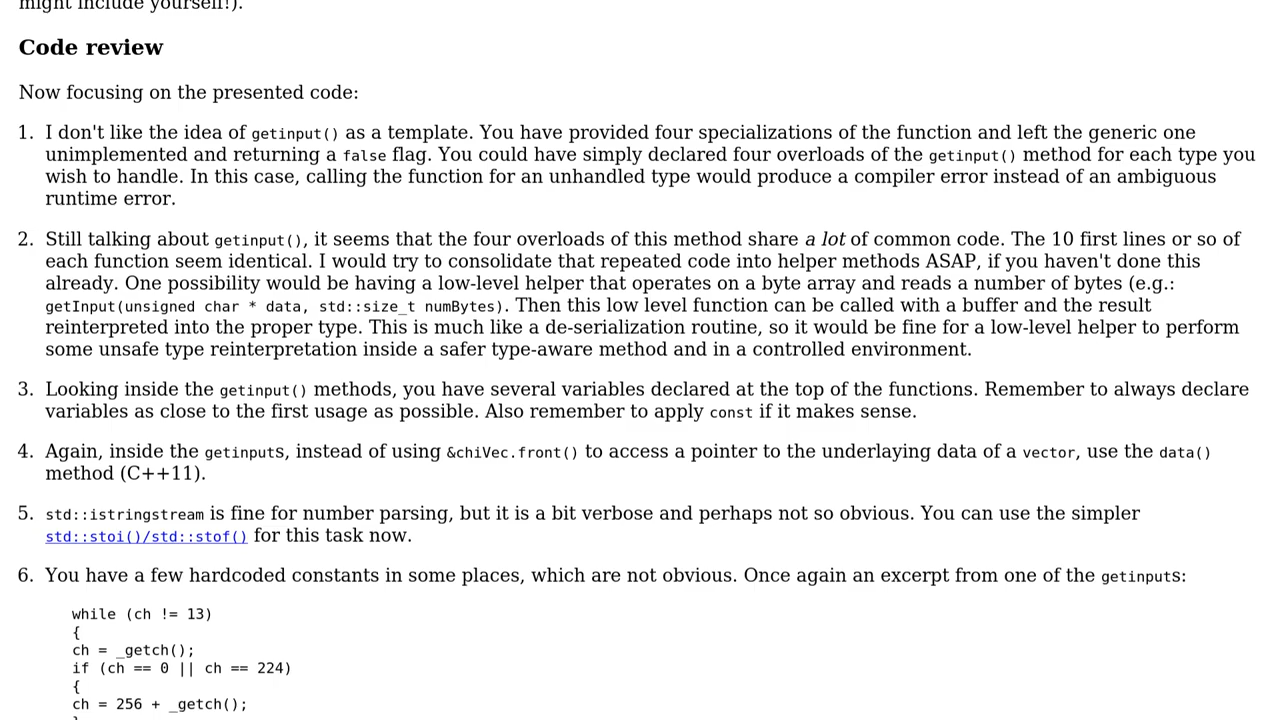 might include yourself!).
Code review
Now focusing on the presented code:
1. I don't like the idea of getinput() as a template. You have provided four specializations of the function and left the generic one
unimplemented and returning a false flag. You could have simply declared four overloads of the getinput() method for each type you
wish to handle. In this case, calling the function for an unhandled type would produce a compiler error instead of an ambiguous
runtime error.
2. Still talking about getinput(), it seems that the four overloads of this method share a lot of common code. The 10 first lines or so of
each function seem identical. I would try to consolidate that repeated code into helper methods ASAP, if you haven't done this
already. One possibility would be having a low-level helper that operates on a byte array and reads a number of bytes (e.g.:
getInput(unsigned char * data, std::size_t numBytes). Then this low level function can be called with a buffer and the result
reinterpreted into the proper type. This is much like a de-serialization routine, so it would be fine for a low-level helper to perform
some unsafe type reinterpretation inside a safer type-aware method and in a controlled environment.
3. Looking inside the getinput() methods, you have several variables declared at the top of the functions. Remember to always declare
variables as close to the first usage as possible. Also remember to apply const if it makes sense.
4. Again, inside the getinputs, instead of using &chiVec.front() to access a pointer to the underlaying data of a vector, use the data()
method (C++11).
5. std::istringstream is fine for number parsing, but it is a bit verbose and perhaps not so obvious. You can use the simpler
std::stoi()/std::stof() for this task now.
6. You have a few hardcoded constants in some places, which are not obvious. Once again an excerpt from one of the getinputs:
while (ch != 13)
{
ch = _getch();
if (ch == 0 || ch == 224)
{
ch = 256 + _getch();
}